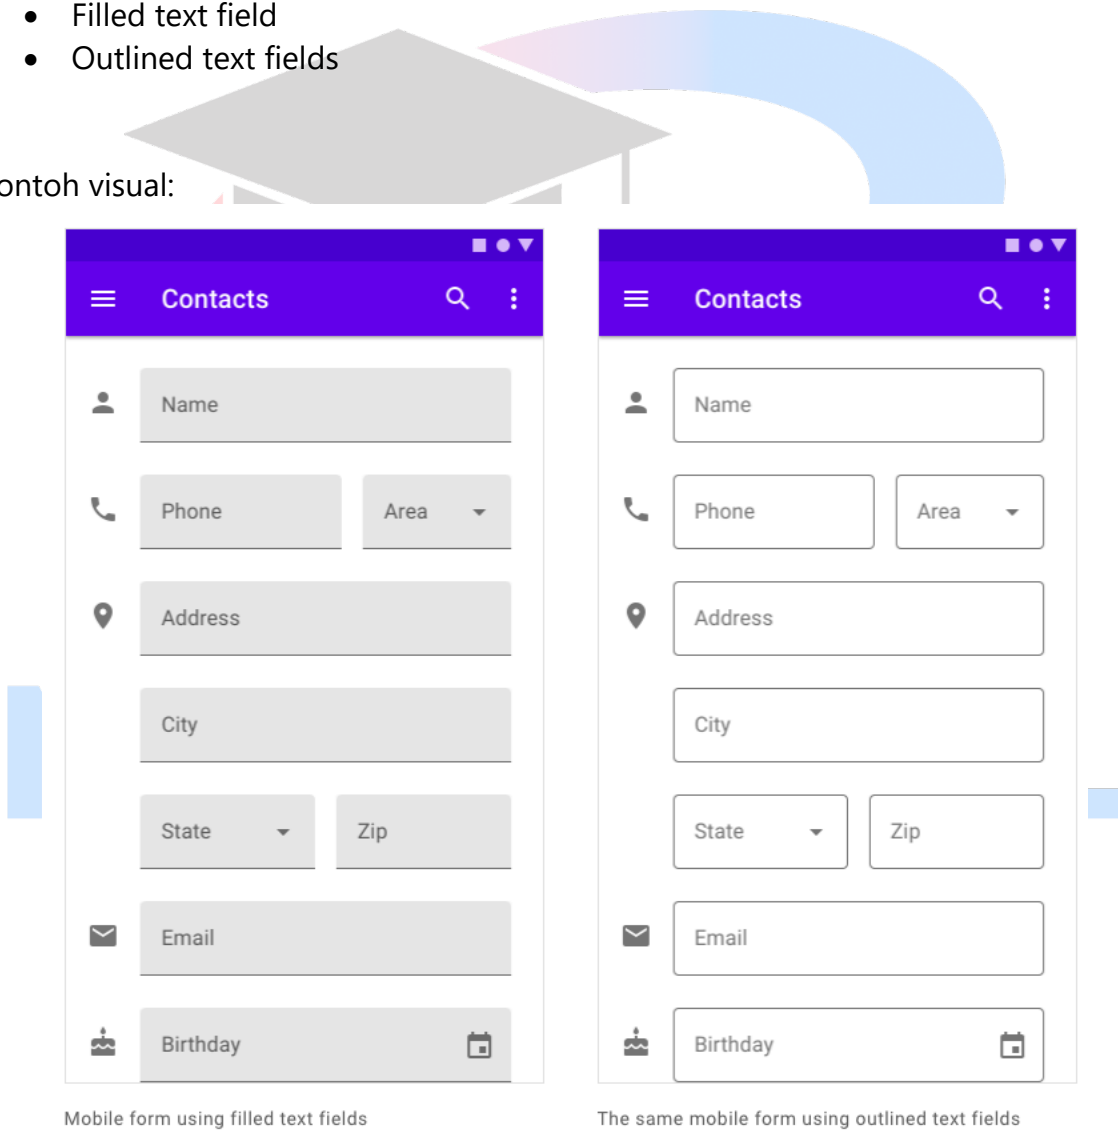 • Filled text field
• Outlined text fields
ontoh visual:
Contacts
Name
Phone
Area
Address
City
State
Zip
Email
Birthday
Mobile form using filled text fields
Contacts
Name
Phone
Area
Address
City
State
Zip
Email
Birthday
The same mobile form using outlined text fields